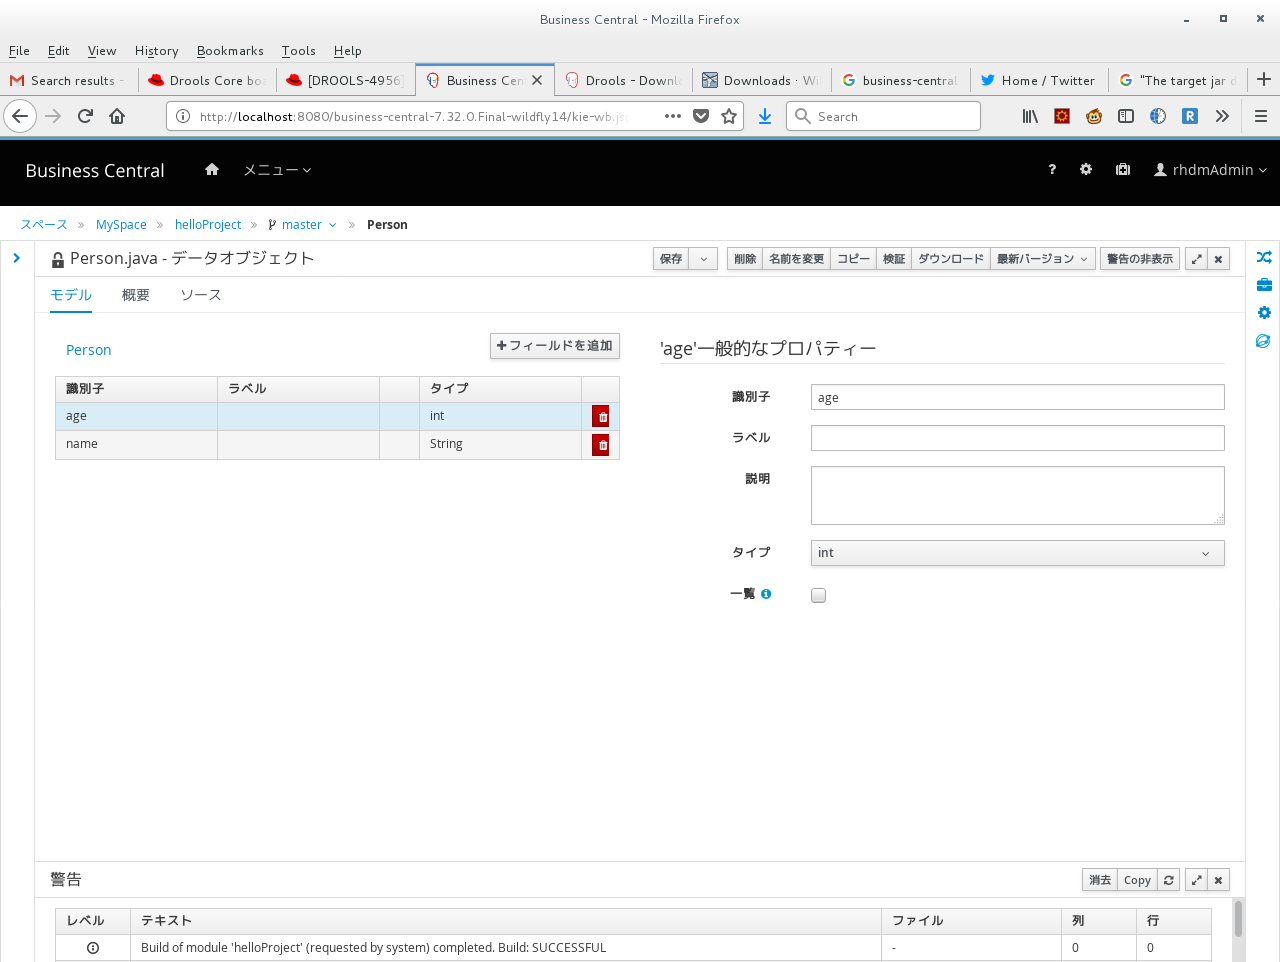 Business Central - Mozilla Firefox
File Edit View History Bookmarks Tools Help
Search results - Drools Core bo [DROOLS-4956] Business Cen Drools - Downl Downloads · Wi business-central Home / Twitter "The target jar d
http://localhost:8080/business-central-7.32.0.Final-wildfly14/kie-wb.jsp Search
Business Central メニュー ? rhdmAdmin
スペース » MySpace » helloProject » master » Person
Person.java - データオブジェクト 保存 削除 名前を変更 コピー 検証 ダウンロード 最新バージョン 警告の非表示
モデル 概要 ソース
Person +フィールドを追加
識別子 ラベル タイプ
age int
name String
'age'一般的なプロパティー
識別子 age
ラベル
説明
タイプ int
一覧
警告 消去 Copy
レベル テキスト ファイル 列 行
Build of module 'helloProject' (requested by system) completed. Build: SUCCESSFUL - 0 0